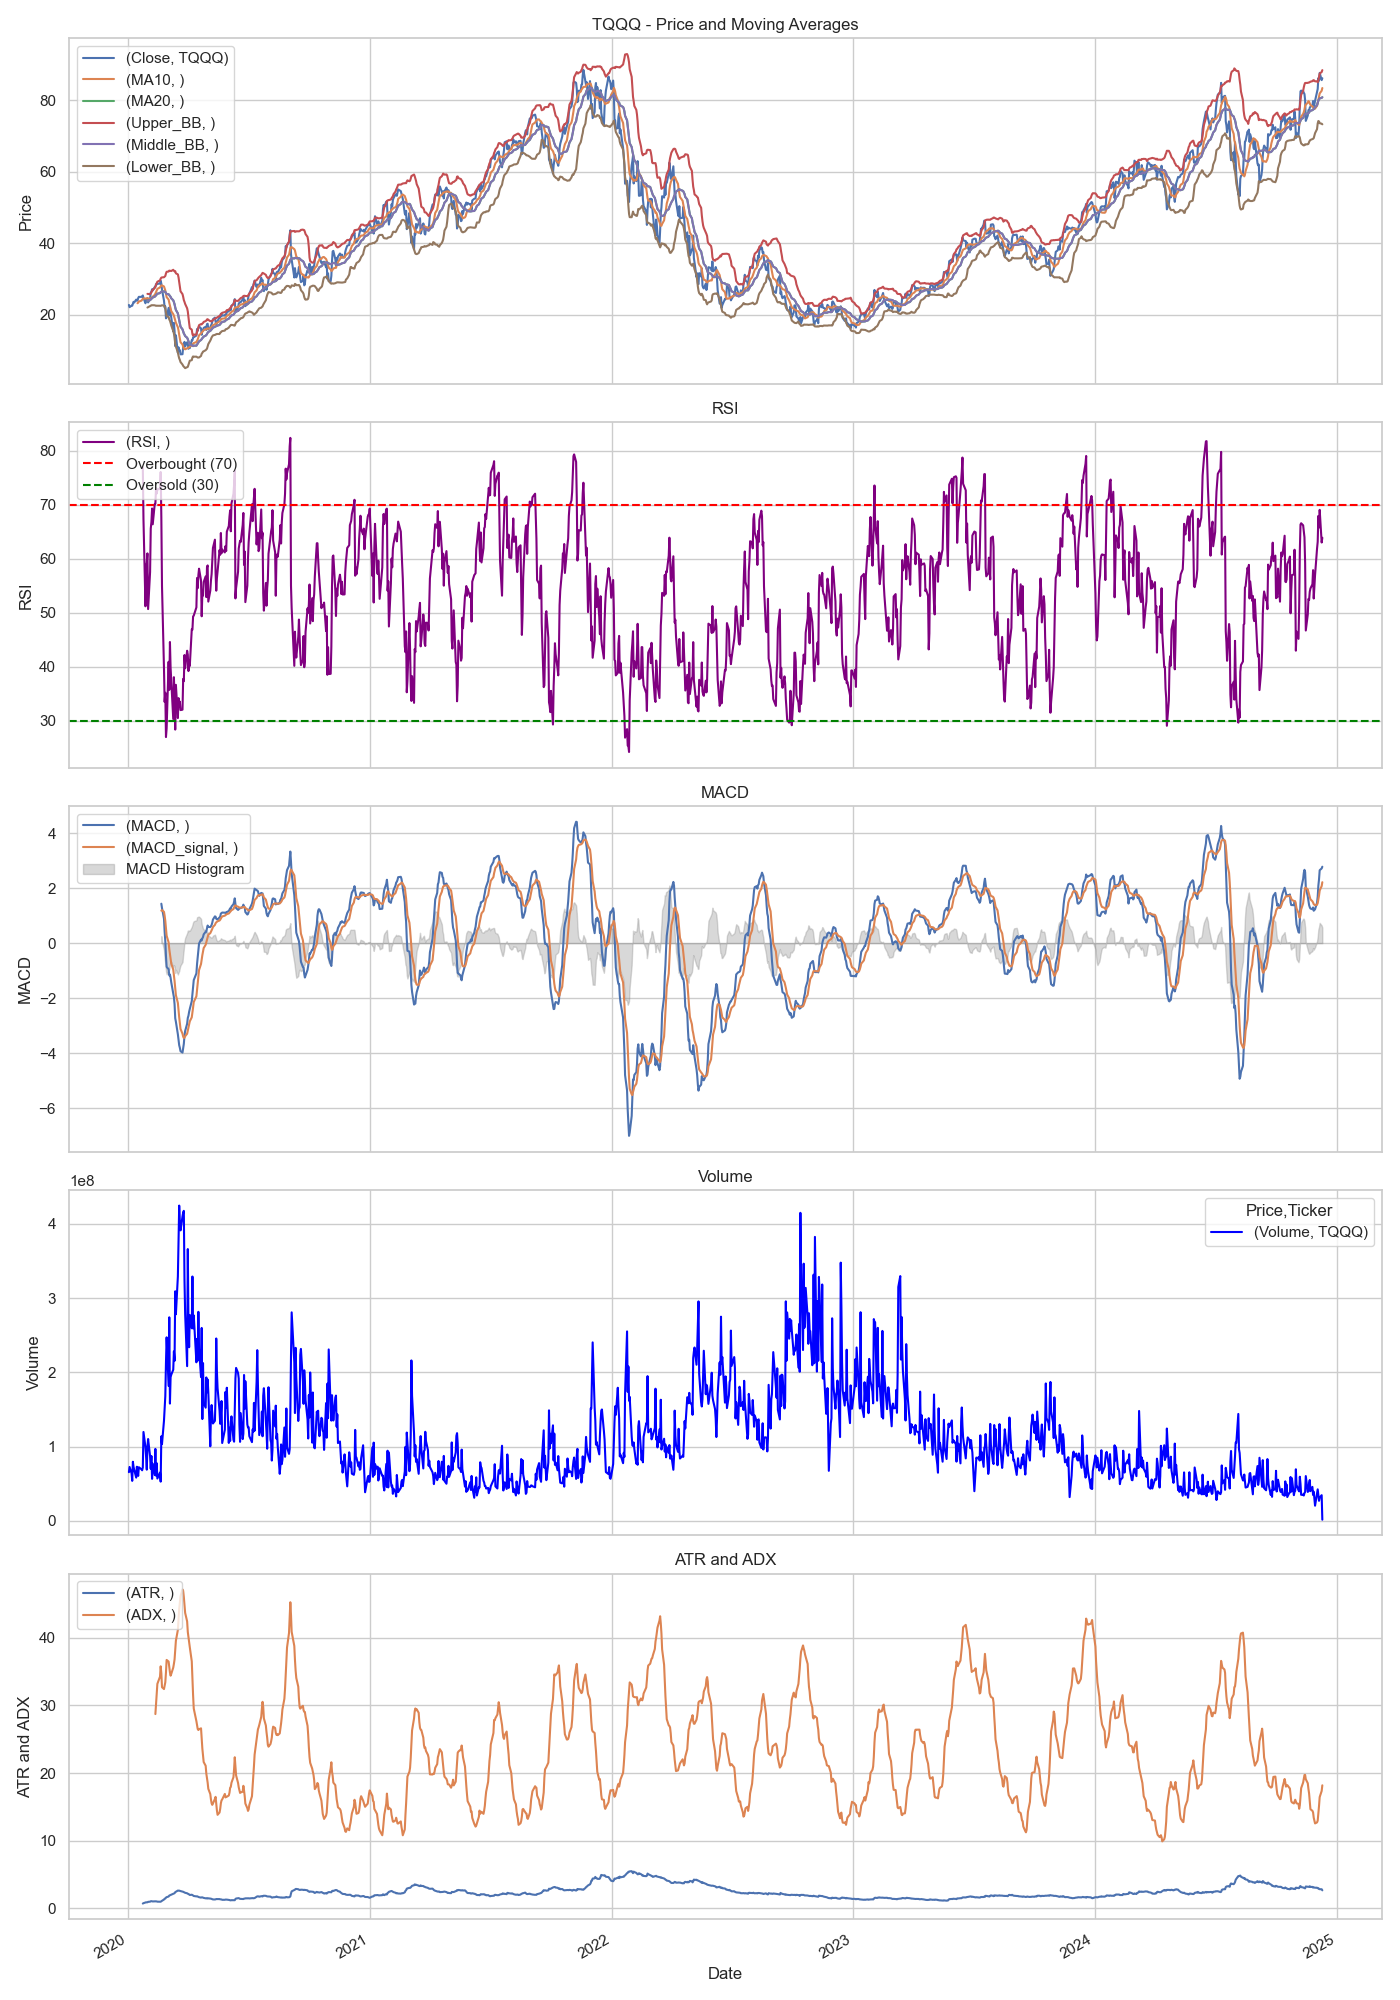 TQQQ - Price and Moving Averages
(Close, TQQQ)
(MA10, )
(MA20, )
(Upper_BB, )
(Middle_BB, )
(Lower_BB, )
80
60
40
20
Price
RSI
(RSI, )
Overbought (70)
Oversold (30)
80
70
60
50
40
30
RSI
MACD
(MACD, )
(MACD_signal, )
MACD Histogram
4
2
0
−2
−4
−6
MACD
1e8
Volume
Price,Ticker
(Volume, TQQQ)
4
3
2
1
0
Volume
ATR and ADX
(ATR, )
(ADX, )
40
30
20
10
0
ATR and ADX
2020
2021
2022
2023
2024
2025
Date